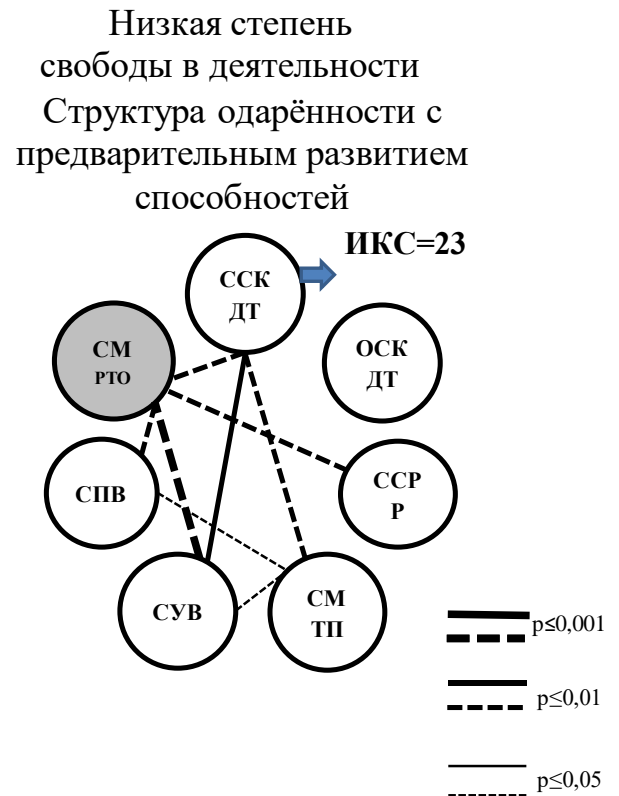 Низкая степень
свободы в деятельности
Структура одарённости с
предварительным развитием
способностей
ИКС=23
ССК
ДТ
СМ
РТО
ОСК
ДТ
СПВ
ССР
Р
СУВ
СМ
ТП
p≤0,001
p≤0,01
p≤0,05